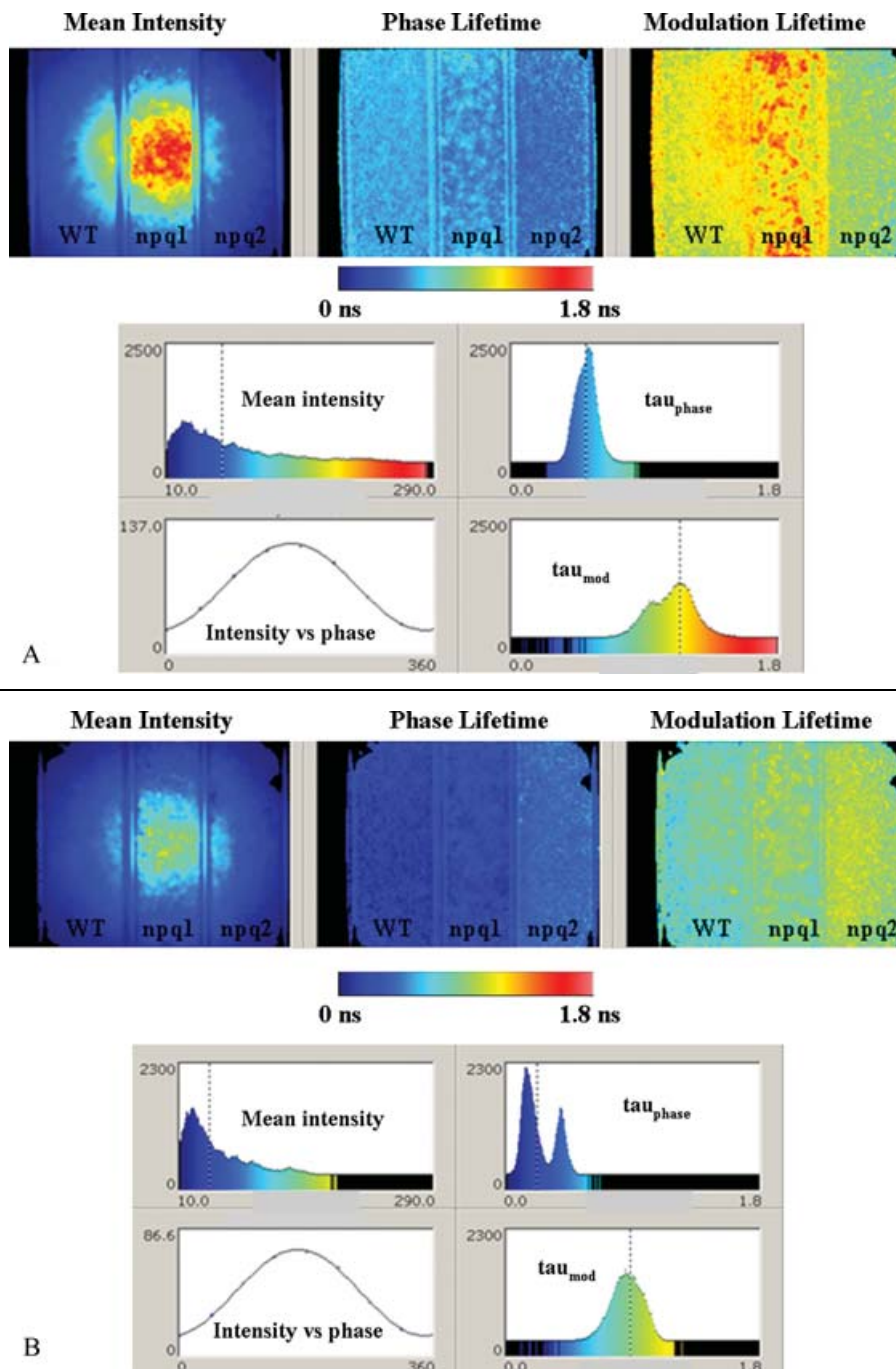 Mean Intensity Phase Lifetime Modulation Lifetime
WT npq1 npq2 WT npq1 npq2 WT npq1 npq2
0 ns 1.8 ns
2500 2500
Mean intensity tau_phase
0 0
10.0 290.0 0.0 1.8
137.0 2500
tau_mod
Intensity vs phase
0 0
0 360 0.0 1.8
A
Mean Intensity Phase Lifetime Modulation Lifetime
WT npq1 npq2 WT npq1 npq2 WT npq1 npq2
0 ns 1.8 ns
2300 2300
Mean intensity tau_phase
0 0
10.0 290.0 0.0 1.8
86.6 2300
tau_mod
Intensity vs phase
0 0
0 360 0.0 1.8
B